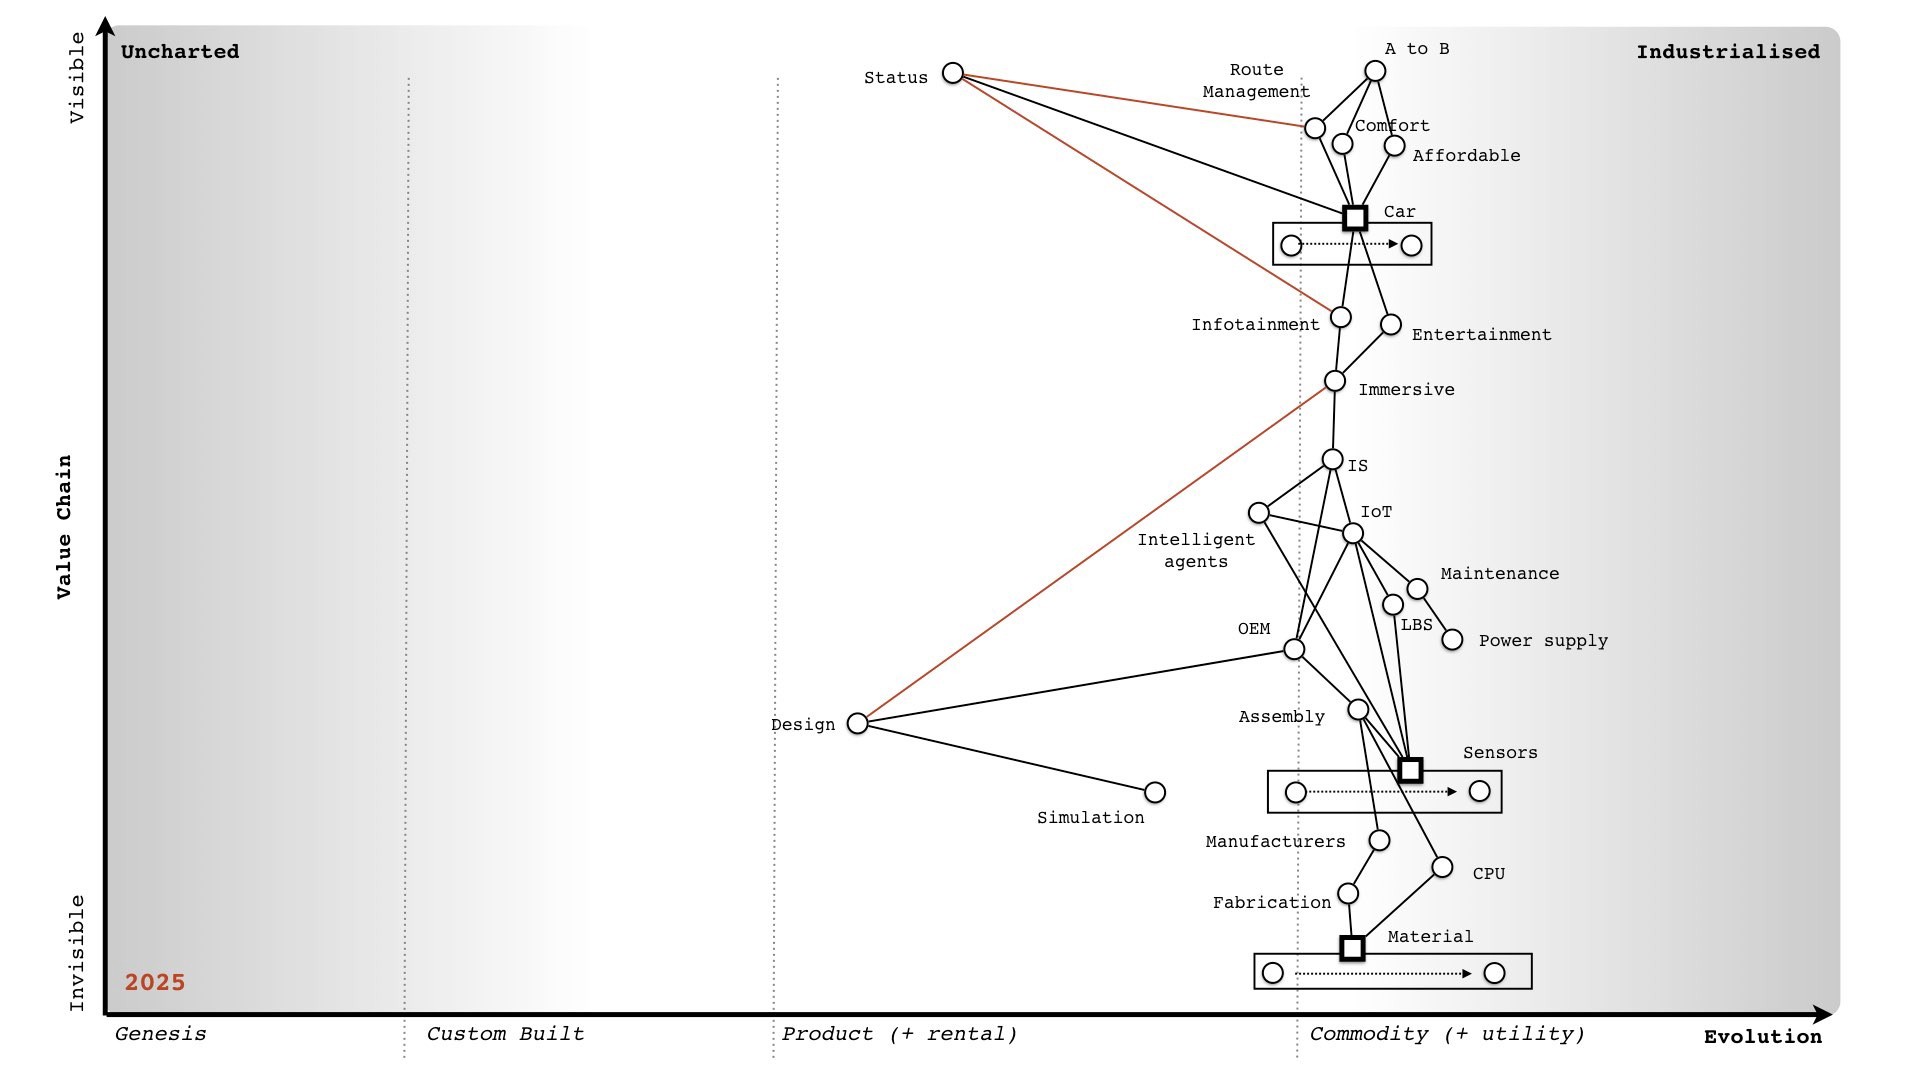 Visible
Uncharted
Industrialised
A to B
Status
Route
Management
Comfort
Affordable
Car
Infotainment
Entertainment
Immersive
Value Chain
IS
IoT
Intelligent
agents
Maintenance
LBS
OEM
Power supply
Design
Assembly
Sensors
Simulation
Manufacturers
CPU
Fabrication
Material
Invisible
2025
Genesis
Custom Built
Product (+ rental)
Commodity (+ utility)
Evolution